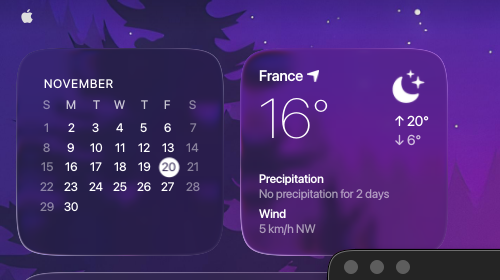 NOVEMBER
S M T W T F S
1 2 3 4 5 6 7
8 9 10 11 12 13 14
15 16 17 18 19 20 21
22 23 24 25 26 27 28
29 30
France
16°
↑ 20°
↓ 6°
Precipitation
No precipitation for 2 days
Wind
5 km/h NW